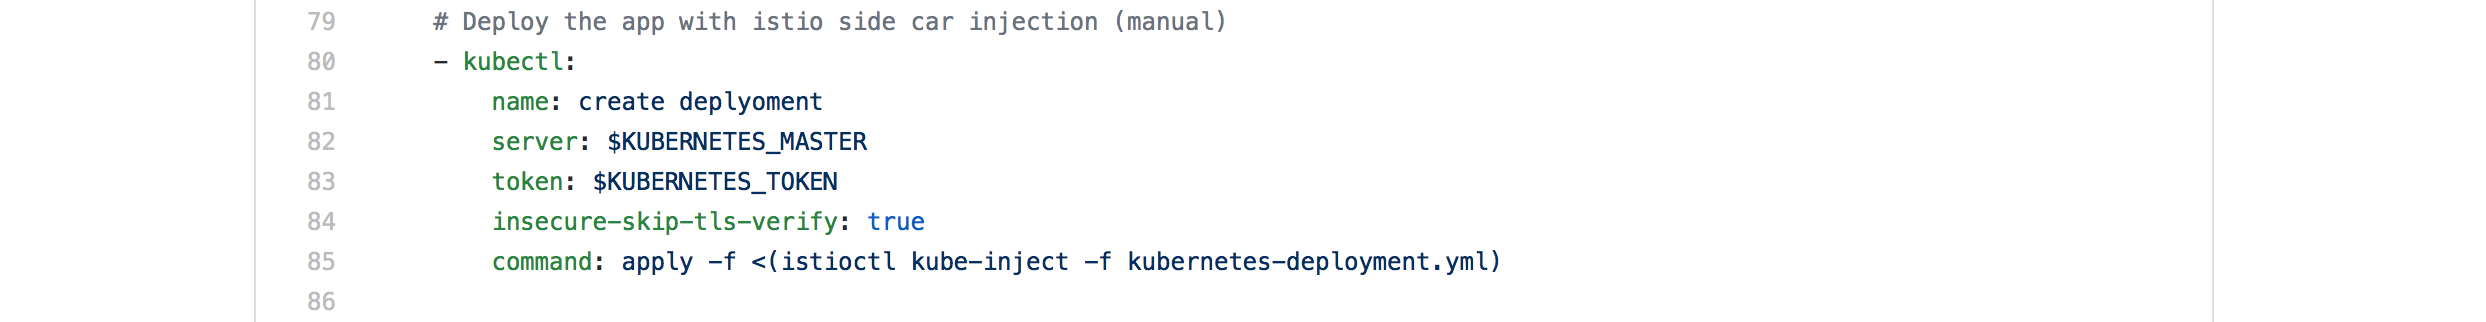 79 # Deploy the app with istio side car injection (manual)
80 - kubectl:
81 name: create deplyoment
82 server: $KUBERNETES_MASTER
83 token: $KUBERNETES_TOKEN
84 insecure-skip-tls-verify: true
85 command: apply -f <(istioctl kube-inject -f kubernetes-deployment.yml)
86